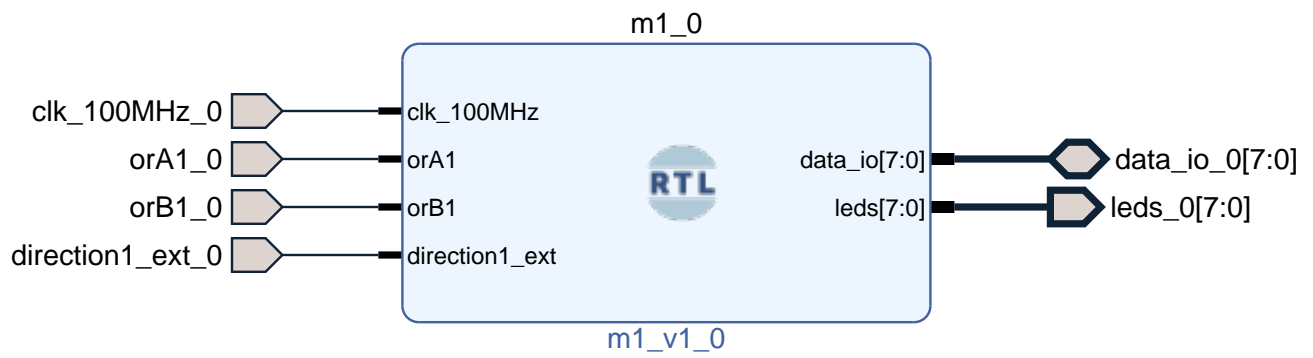 m1_0
clk_100MHz_0
clk_100MHz
orA1_0
orA1
data_io[7:0]
data_io_0[7:0]
RTL
orB1_0
orB1
leds[7:0]
leds_0[7:0]
direction1_ext_0
direction1_ext
m1_v1_0